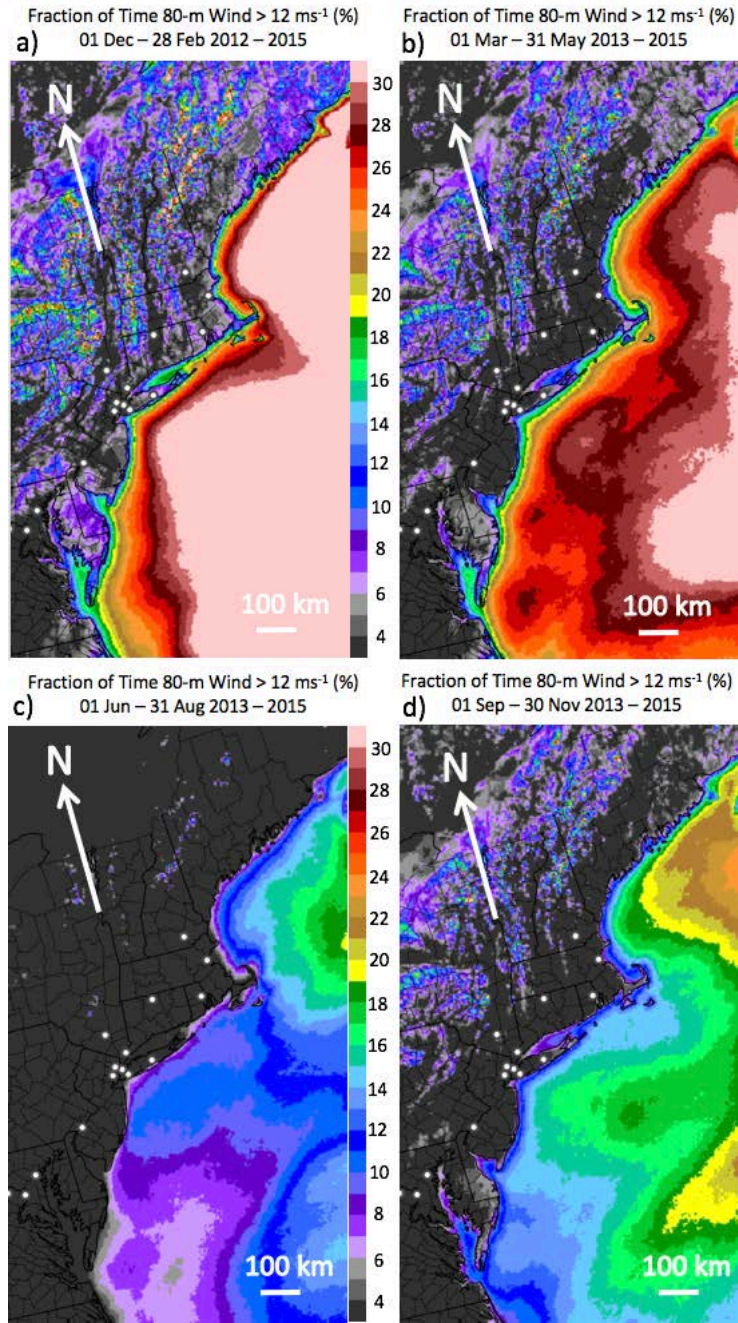 Fraction of Time 80-m Wind > 12 ms⁻¹ (%)
01 Dec – 28 Feb 2012 – 2015
a)
N
100 km
30
28
26
24
22
20
18
16
14
12
10
8
6
4
Fraction of Time 80-m Wind > 12 ms⁻¹ (%)
01 Mar – 31 May 2013 – 2015
b)
N
100 km
Fraction of Time 80-m Wind > 12 ms⁻¹ (%)
01 Jun – 31 Aug 2013 – 2015
c)
N
100 km
30
28
26
24
22
20
18
16
14
12
10
8
6
4
Fraction of Time 80-m Wind > 12 ms⁻¹ (%)
01 Sep – 30 Nov 2013 – 2015
d)
N
100 km